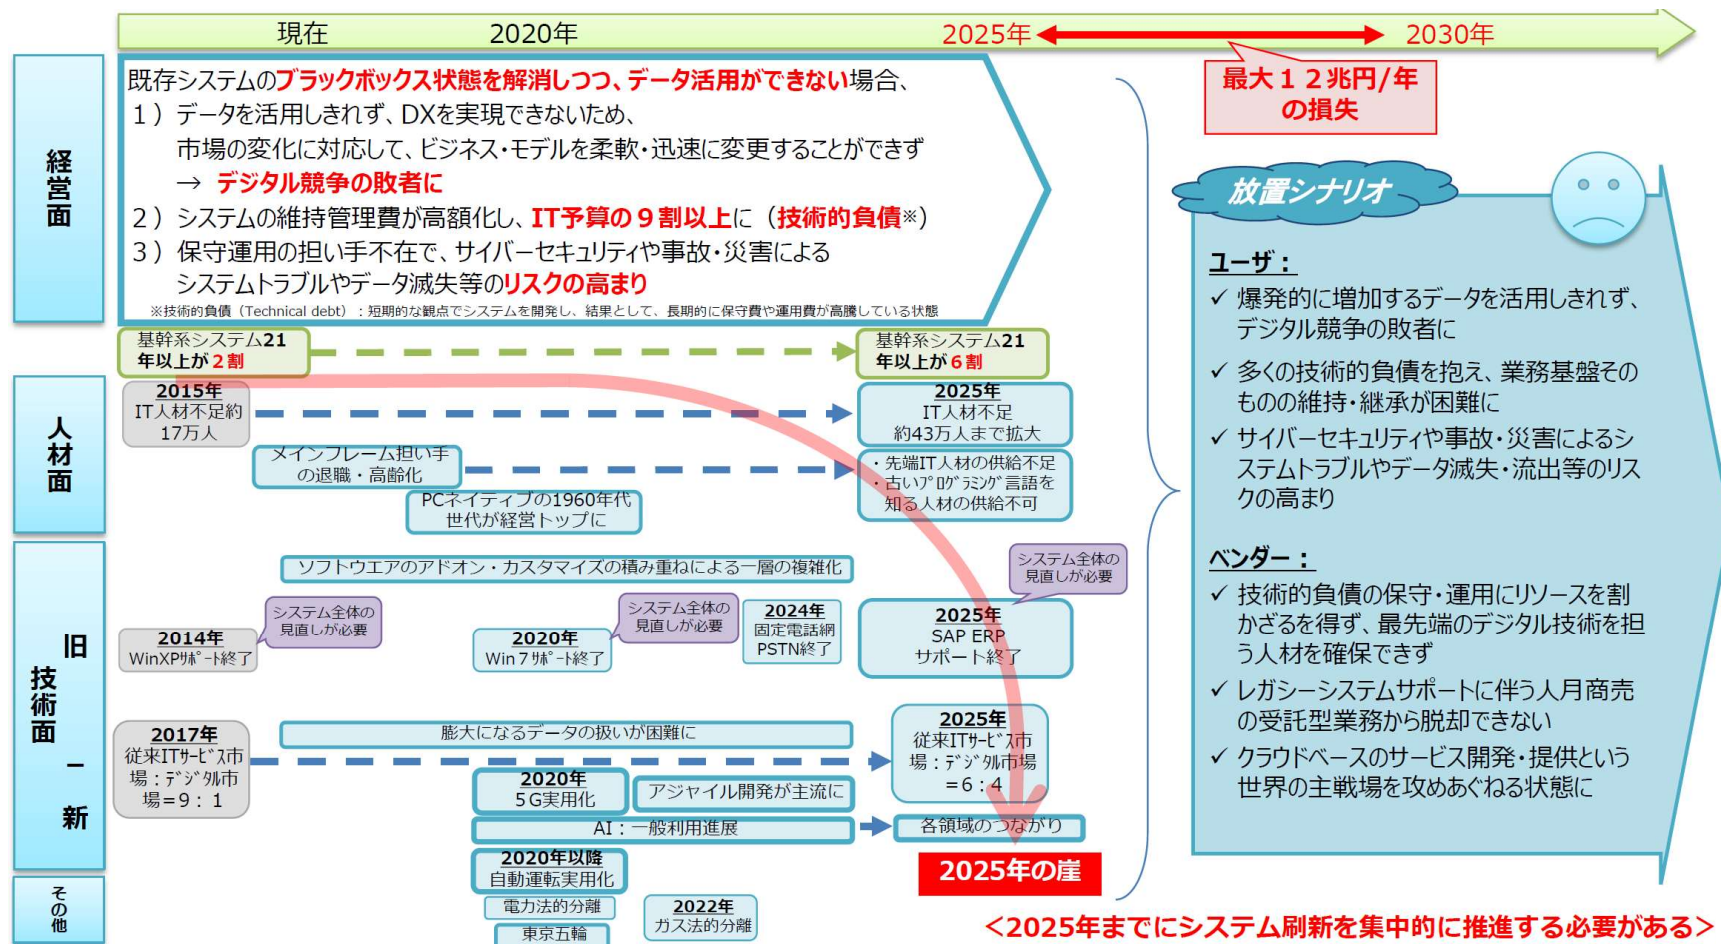 現在
2020年
2025年
2030年
最大12兆円/年
の損失
経営面
既存システムのブラックボックス状態を解消しつつ、データ活用ができない場合、
1）データを活用しきれず、DXを実現できないため、
市場の変化に対応して、ビジネス・モデルを柔軟・迅速に変更することができず
→ デジタル競争の敗者に
2）システムの維持管理費が高額化し、IT予算の9割以上に（技術的負債※）
3）保守運用の担い手不在で、サイバーセキュリティや事故・災害による
システムトラブルやデータ滅失等のリスクの高まり
※技術的負債（Technical debt）：短期的な観点でシステムを開発し、結果として、長期的に保守費や運用費が高騰している状態
基幹系システム21
年以上が2割
基幹系システム21
年以上が6割
人材面
2015年
IT人材不足約
17万人
2025年
IT人材不足
約43万人まで拡大
メインフレーム担い手
の退職・高齢化
・先端IT人材の供給不足
・古いﾌﾟﾛｸﾞﾗﾐﾝｸﾞ言語を
知る人材の供給不可
PCネイティブの1960年代
世代が経営トップに
技術面
旧ー新
ソフトウエアのアドオン・カスタマイズの積み重ねによる一層の複雑化
システム全体の
見直しが必要
2014年
WinXPｻﾎﾟｰﾄ終了
システム全体の
見直しが必要
2020年
Win７ｻﾎﾟｰﾄ終了
2024年
固定電話網
PSTN終了
システム全体の
見直しが必要
2025年
SAP ERP
サポート終了
2017年
従来ITｻｰﾋﾞｽ市
場：ﾃﾞｼﾞﾀﾙ市
場＝9：1
膨大になるデータの扱いが困難に
2025年
従来ITｻｰﾋﾞｽ市
場：ﾃﾞｼﾞﾀﾙ市場
＝6：4
2020年
５G実用化
アジャイル開発が主流に
AI：一般利用進展
各領域のつながり
2020年以降
自動運転実用化
2025年の崖
その他
電力法的分離
東京五輪
2022年
ガス法的分離
放置シナリオ
ユーザ：
✓ 爆発的に増加するデータを活用しきれず、
デジタル競争の敗者に
✓ 多くの技術的負債を抱え、業務基盤その
ものの維持・継承が困難に
✓ サイバーセキュリティや事故・災害によるシ
ステムトラブルやデータ滅失・流出等のリス
クの高まり
ベンダー：
✓ 技術的負債の保守・運用にリソースを割
かざるを得ず、最先端のデジタル技術を担
う人材を確保できず
✓ レガシーシステムサポートに伴う人月商売
の受託型業務から脱却できない
✓ クラウドベースのサービス開発・提供という
世界の主戦場を攻めあぐねる状態に
＜2025年までにシステム刷新を集中的に推進する必要がある＞